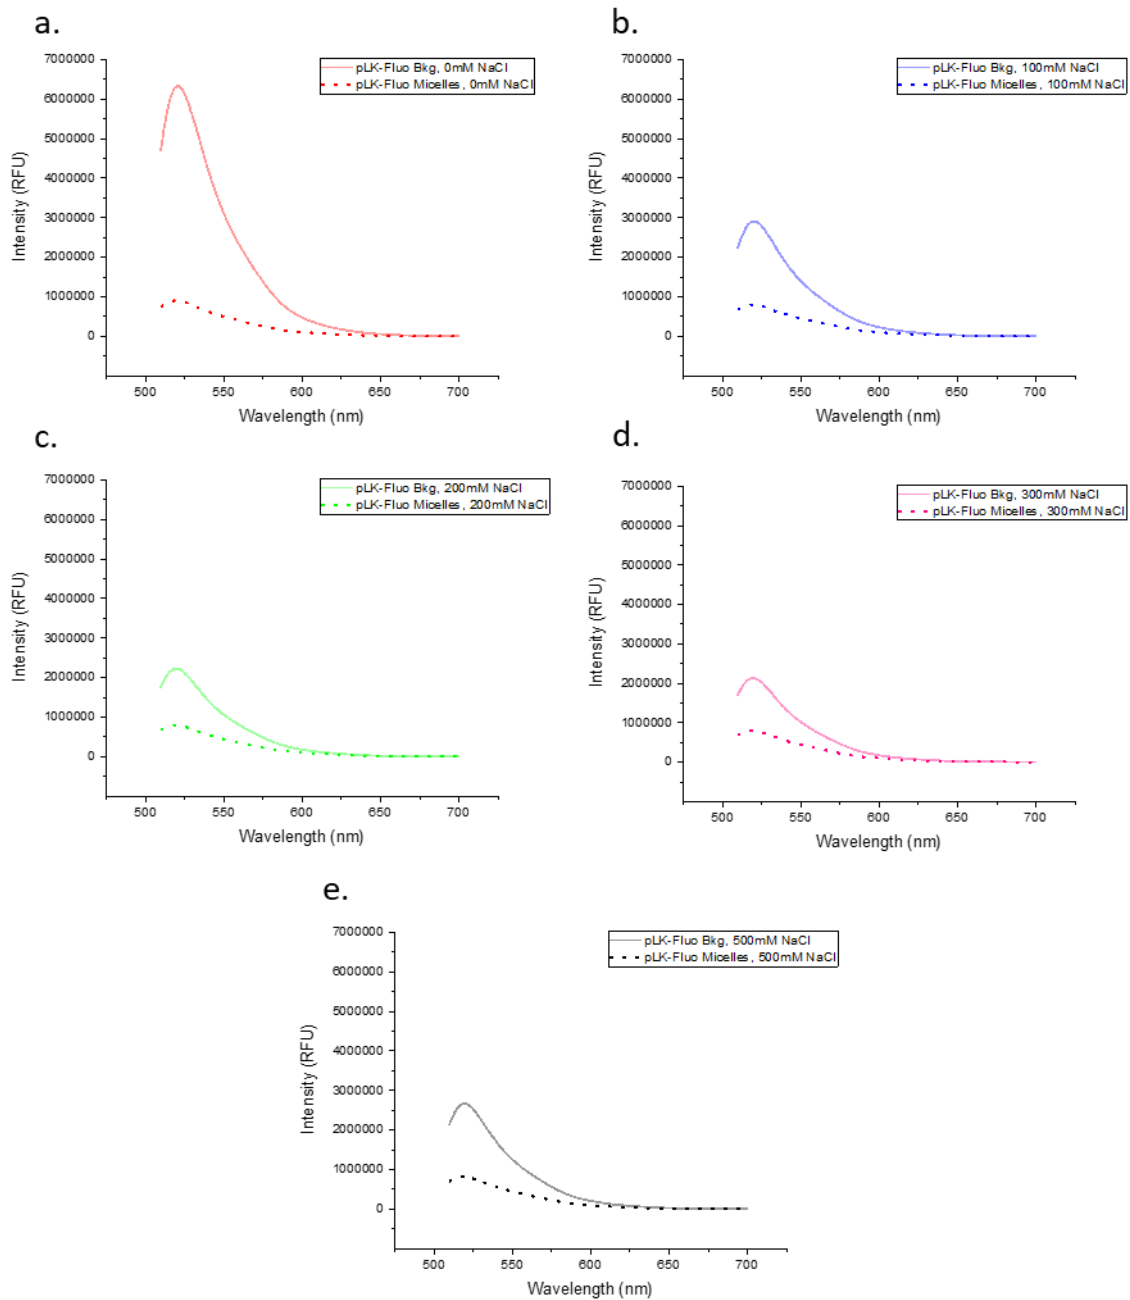 a.
pLK-Fluo Bkg, 0mM NaCl
pLK-Fluo Micelles, 0mM NaCl
7000000
6000000
5000000
4000000
3000000
2000000
1000000
0
Intensity (RFU)
500 550 600 650 700
Wavelength (nm)
b.
pLK-Fluo Bkg, 100mM NaCl
pLK-Fluo Micelles, 100mM NaCl
7000000
6000000
5000000
4000000
3000000
2000000
1000000
0
Intensity (RFU)
500 550 600 650 700
Wavelength (nm)
c.
pLK-Fluo Bkg, 200mM NaCl
pLK-Fluo Micelles, 200mM NaCl
7000000
6000000
5000000
4000000
3000000
2000000
1000000
0
Intensity (RFU)
500 550 600 650 700
Wavelength (nm)
d.
pLK-Fluo Bkg, 300mM NaCl
pLK-Fluo Micelles, 300mM NaCl
7000000
6000000
5000000
4000000
3000000
2000000
1000000
0
Intensity (RFU)
500 550 600 650 700
Wavelength (nm)
e.
pLK-Fluo Bkg, 500mM NaCl
pLK-Fluo Micelles, 500mM NaCl
7000000
6000000
5000000
4000000
3000000
2000000
1000000
0
Intensity (RFU)
500 550 600 650 700
Wavelength (nm)